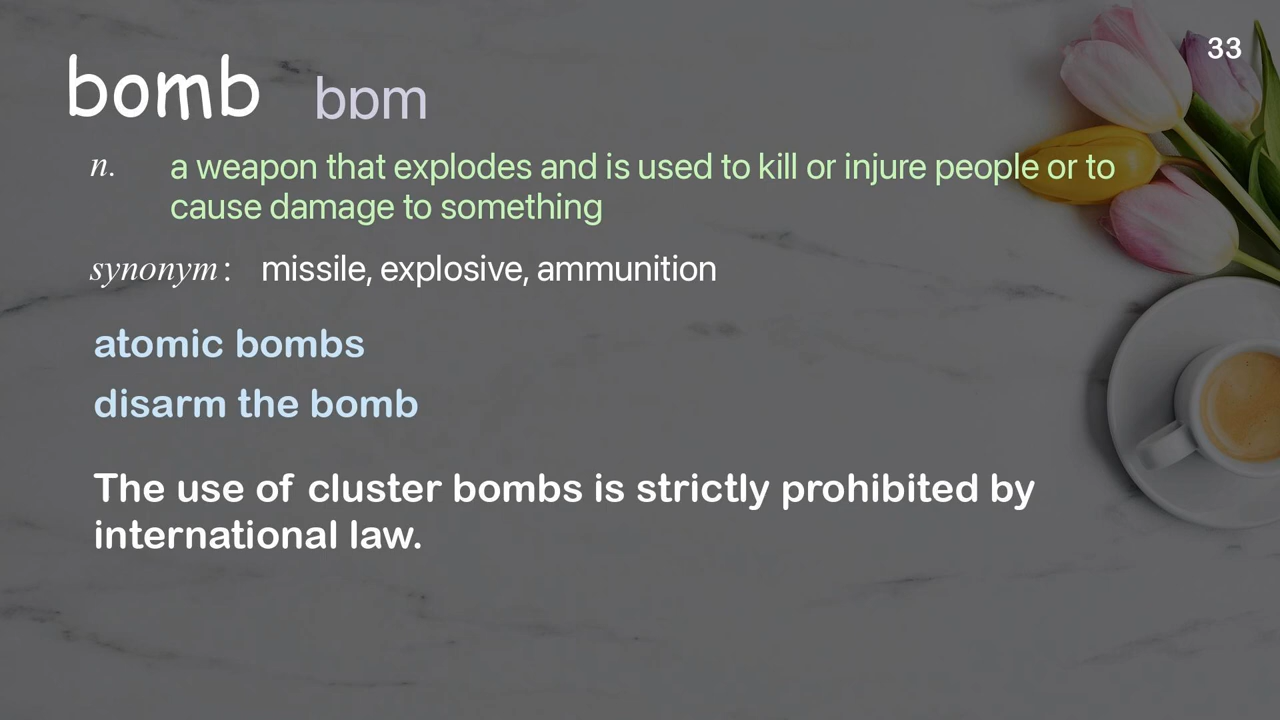 33
bomb bɒm
n. a weapon that explodes and is used to kill or injure people or to
cause damage to something
synonym: missile, explosive, ammunition
atomic bombs
disarm the bomb
The use of cluster bombs is strictly prohibited by
international law.